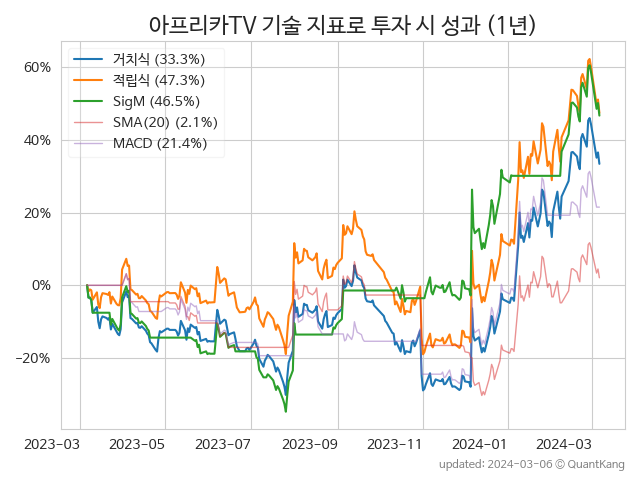 아프리카TV 기술 지표로 투자 시 성과 (1년)
거치식 (33.3%)
적립식 (47.3%)
SigM (46.5%)
SMA(20) (2.1%)
MACD (21.4%)
60%
40%
20%
0%
−20%
2023-03 2023-05 2023-07 2023-09 2023-11 2024-01 2024-03
updated: 2024-03-06 © QuantKang